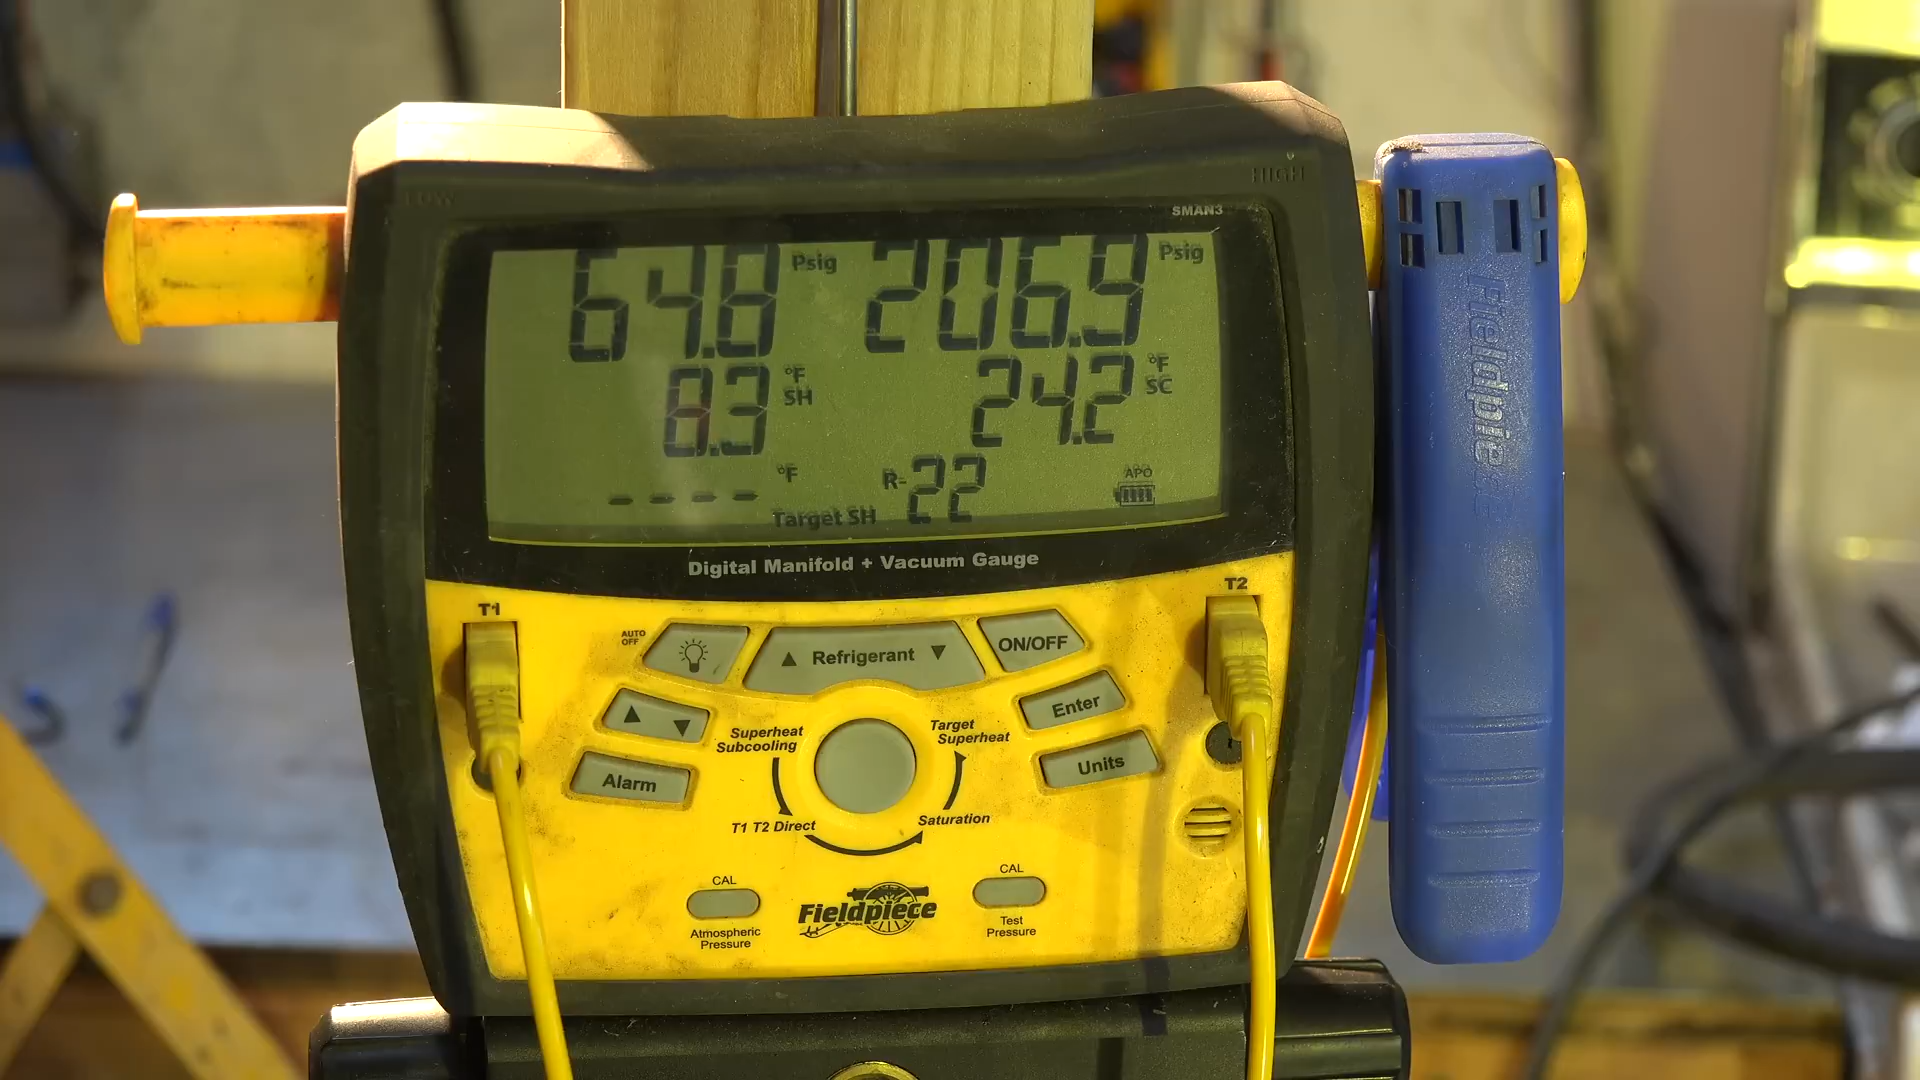 LOW
HIGH
SMAN3
64.8 Psig 206.9 Psig
8.3 °F SH 24.2 °F SC
---- °F R-22 APO
Target SH
Digital Manifold + Vacuum Gauge
T1
T2
AUTO OFF
▲ Refrigerant ▼
ON/OFF
▲ ▼
Enter
Superheat
Subcooling
Target
Superheat
Alarm
Units
T1 T2 Direct
Saturation
CAL
CAL
Fieldpiece
Atmospheric
Pressure
Test
Pressure
Fieldpiece